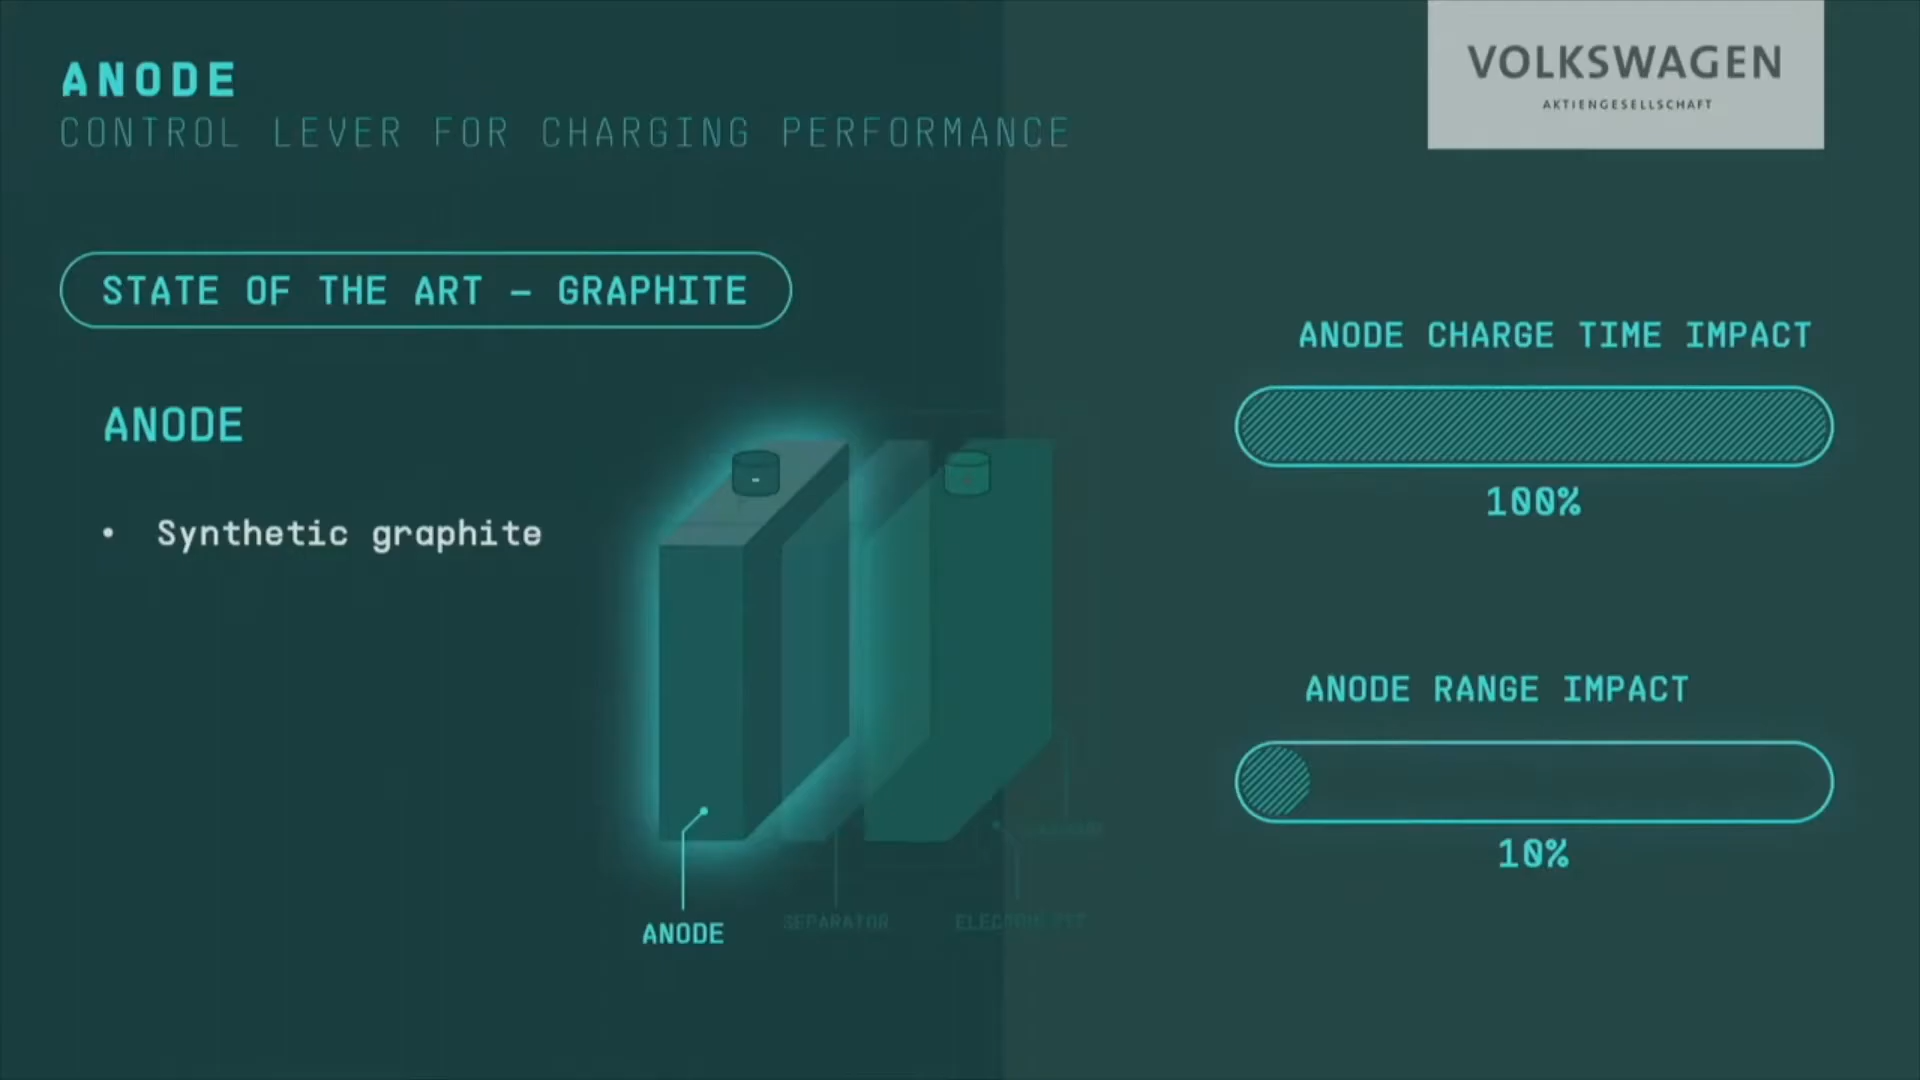 ANODE
CONTROL LEVER FOR CHARGING PERFORMANCE
VOLKSWAGEN
AKTIENGESELLSCHAFT
STATE OF THE ART – GRAPHITE
ANODE
• Synthetic graphite
ANODE
SEPARATOR
ANODE CHARGE TIME IMPACT
100%
ANODE RANGE IMPACT
10%